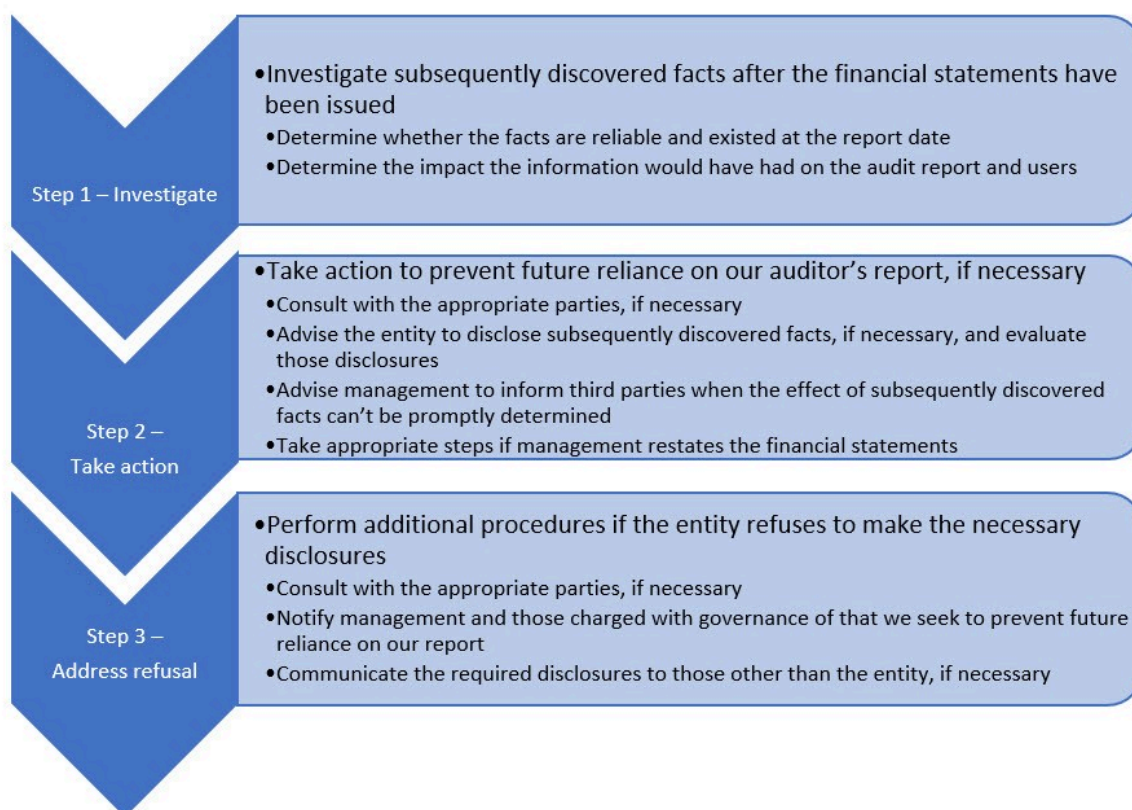 Step 1 – Investigate
•Investigate subsequently discovered facts after the financial statements have
been issued
•Determine whether the facts are reliable and existed at the report date
•Determine the impact the information would have had on the audit report and users
Step 2 –
Take action
•Take action to prevent future reliance on our auditor’s report, if necessary
•Consult with the appropriate parties, if necessary
•Advise the entity to disclose subsequently discovered facts, if necessary, and evaluate
those disclosures
•Advise management to inform third parties when the effect of subsequently discovered
facts can’t be promptly determined
•Take appropriate steps if management restates the financial statements
Step 3 –
Address refusal
•Perform additional procedures if the entity refuses to make the necessary
disclosures
•Consult with the appropriate parties, if necessary
•Notify management and those charged with governance of that we seek to prevent future
reliance on our report
•Communicate the required disclosures to those other than the entity, if necessary